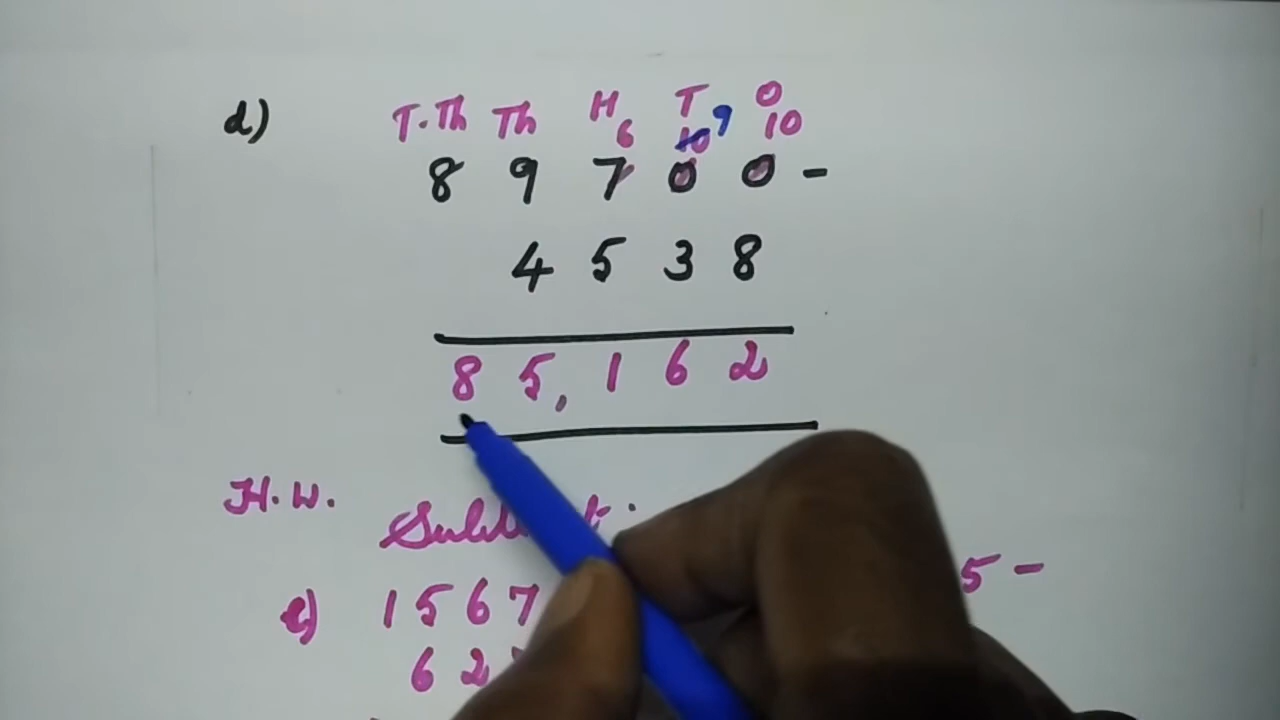 d) T.Th Th H T O
6 10 9 10
8 9 7 0 0 -
4 5 3 8
8 5, 1 6 2
H.W.
5 -
e) 1 5 6 7
6 2